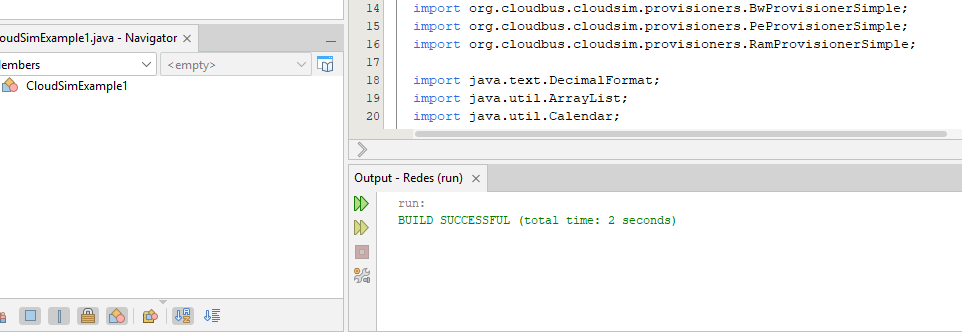 oudSimExample1.java - Navigator
embers
<empty>
CloudSimExample1
14 import org.cloudbus.cloudsim.provisioners.BwProvisionerSimple;
15 import org.cloudbus.cloudsim.provisioners.PeProvisionerSimple;
16 import org.cloudbus.cloudsim.provisioners.RamProvisionerSimple;
17
18 import java.text.DecimalFormat;
19 import java.util.ArrayList;
20 import java.util.Calendar;
Output - Redes (run)
run:
BUILD SUCCESSFUL (total time: 2 seconds)